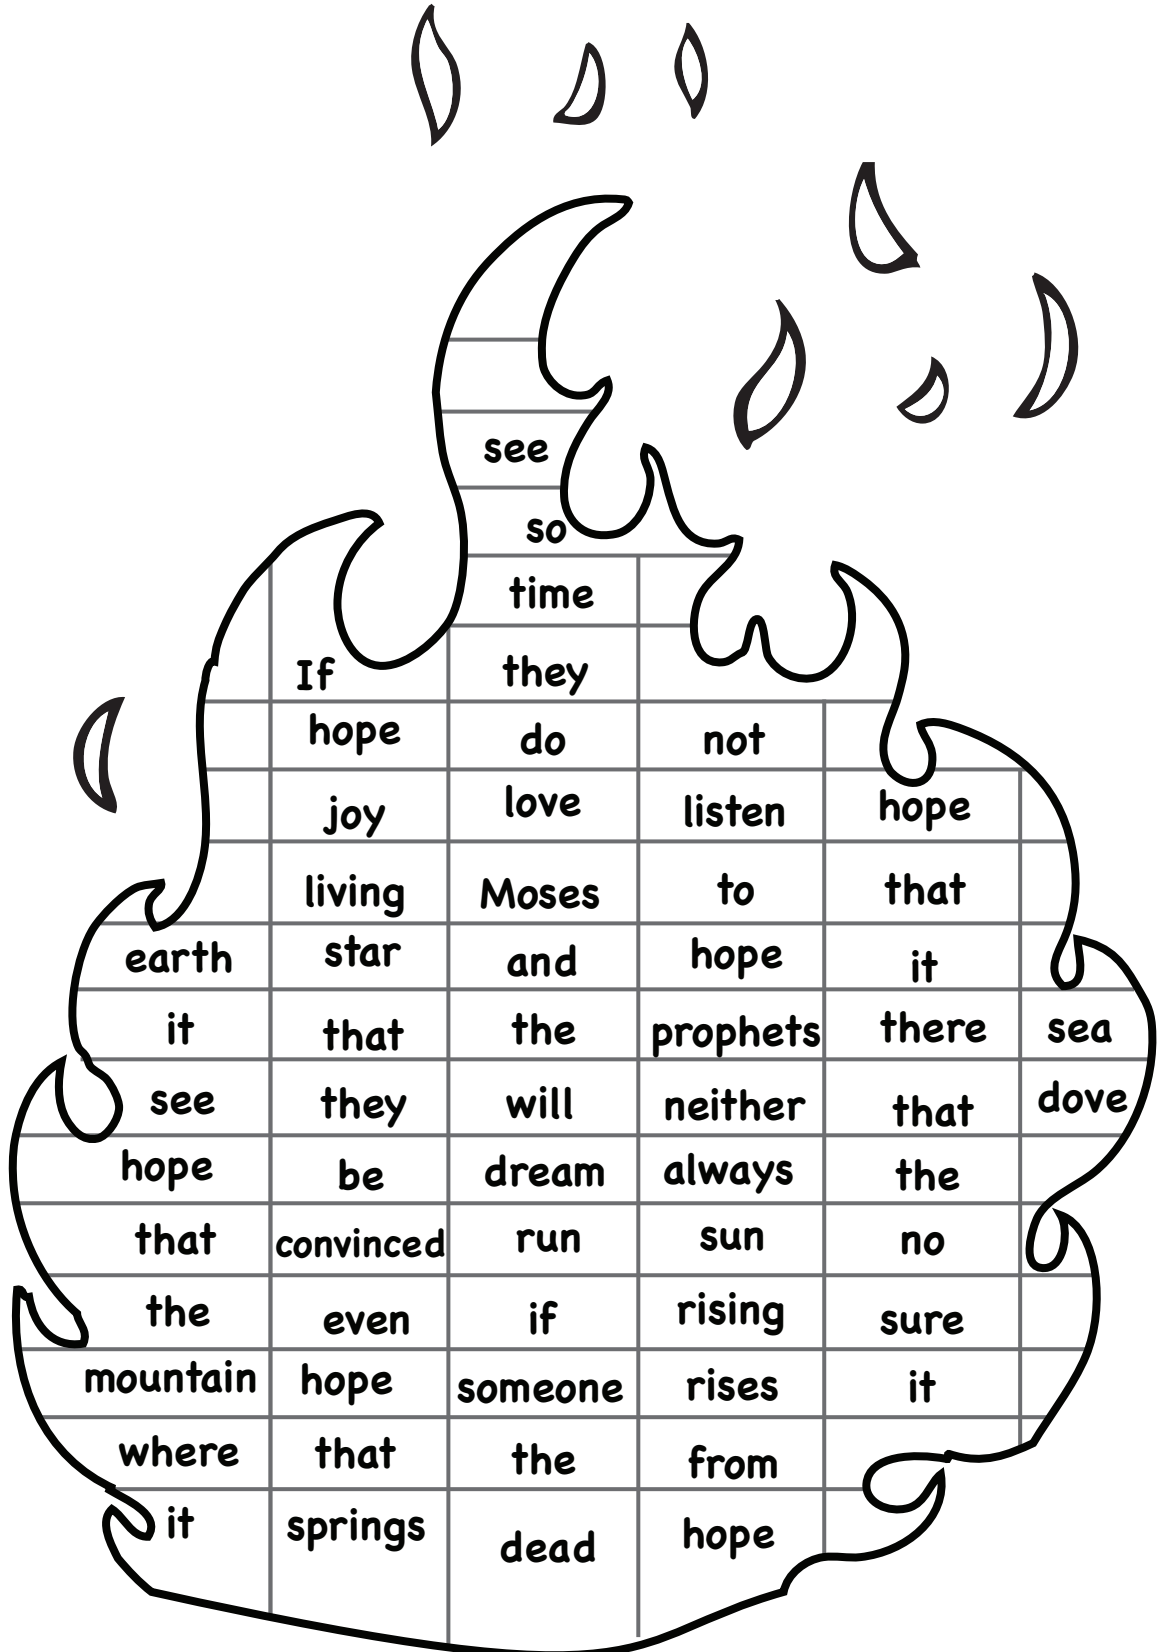 see
so
time
If they
hope do not
joy love listen hope
living Moses to that
earth star and hope it
it that the prophets there sea
see they will neither that dove
hope be dream always the
that convinced run sun no
the even if rising sure
mountain hope someone rises it
where that the from
it springs dead hope